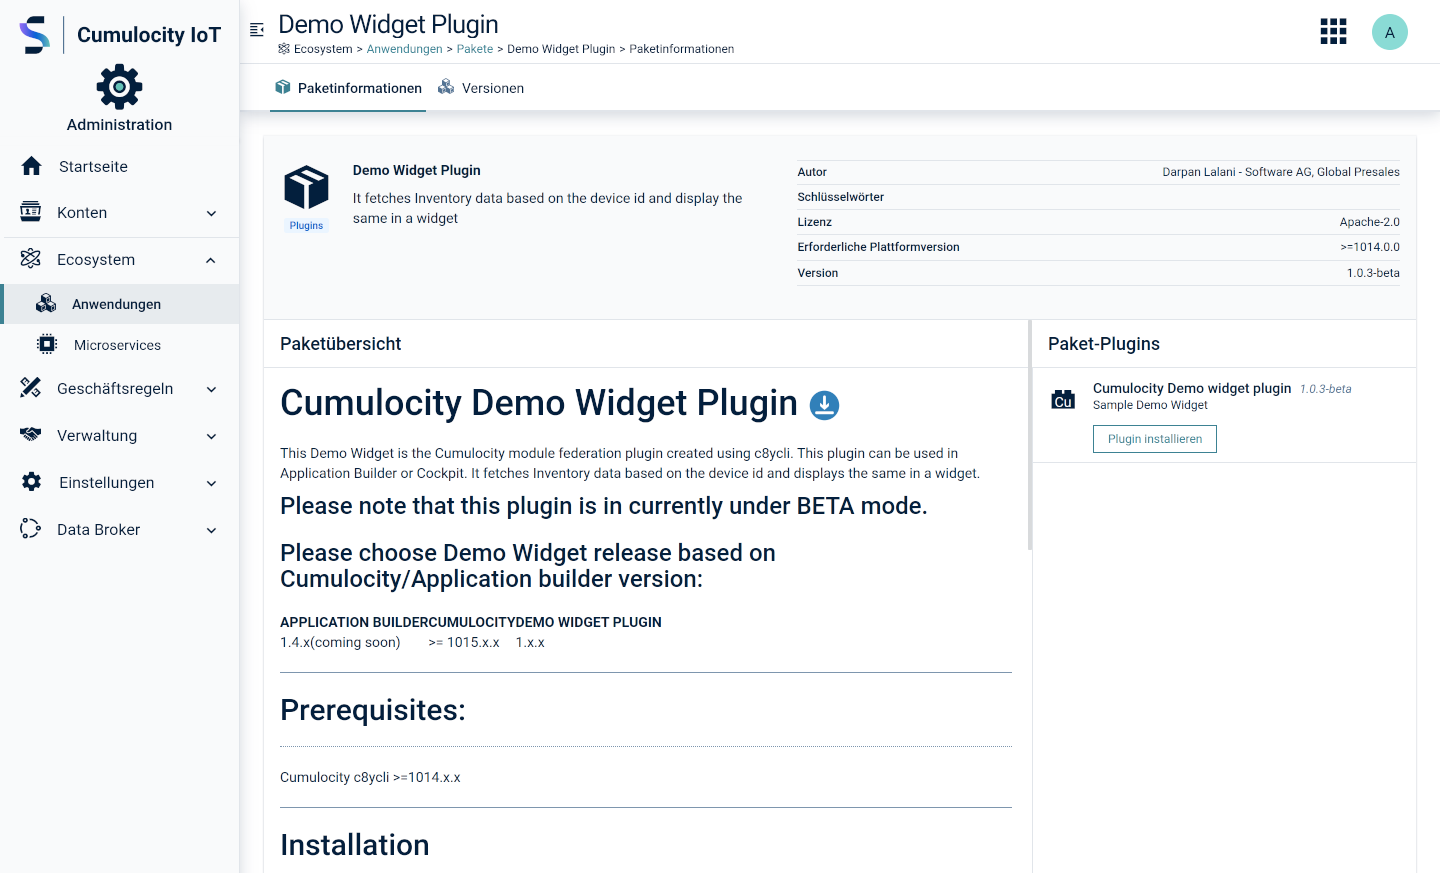 Cumulocity IoT
Administration
Startseite
Konten
Ecosystem
Anwendungen
Microservices
Geschäftsregeln
Verwaltung
Einstellungen
Data Broker
Demo Widget Plugin
Ecosystem > Anwendungen > Pakete > Demo Widget Plugin > Paketinformationen
A
Paketinformationen
Versionen
Plugins
Demo Widget Plugin
It fetches Inventory data based on the device id and display the
same in a widget
Autor Darpan Lalani - Software AG, Global Presales
Schlüsselwörter
Lizenz Apache-2.0
Erforderliche Plattformversion >=1014.0.0
Version 1.0.3-beta
Paketübersicht
Cumulocity Demo Widget Plugin
This Demo Widget is the Cumulocity module federation plugin created using c8ycli. This plugin can be used in
Application Builder or Cockpit. It fetches Inventory data based on the device id and displays the same in a widget.
Please note that this plugin is in currently under BETA mode.
Please choose Demo Widget release based on
Cumulocity/Application builder version:
APPLICATION BUILDERCUMULOCITYDEMO WIDGET PLUGIN
1.4.x(coming soon) >= 1015.x.x 1.x.x
Prerequisites:
Cumulocity c8ycli >=1014.x.x
Installation
Paket-Plugins
Cu
Cumulocity Demo widget plugin 1.0.3-beta
Sample Demo Widget
Plugin installieren